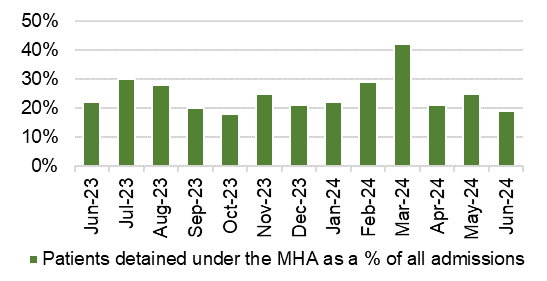 50%
40%
30%
20%
10%
0%
Jun-23
Jul-23
Aug-23
Sep-23
Oct-23
Nov-23
Dec-23
Jan-24
Feb-24
Mar-24
Apr-24
May-24
Jun-24
Patients detained under the MHA as a % of all admissions